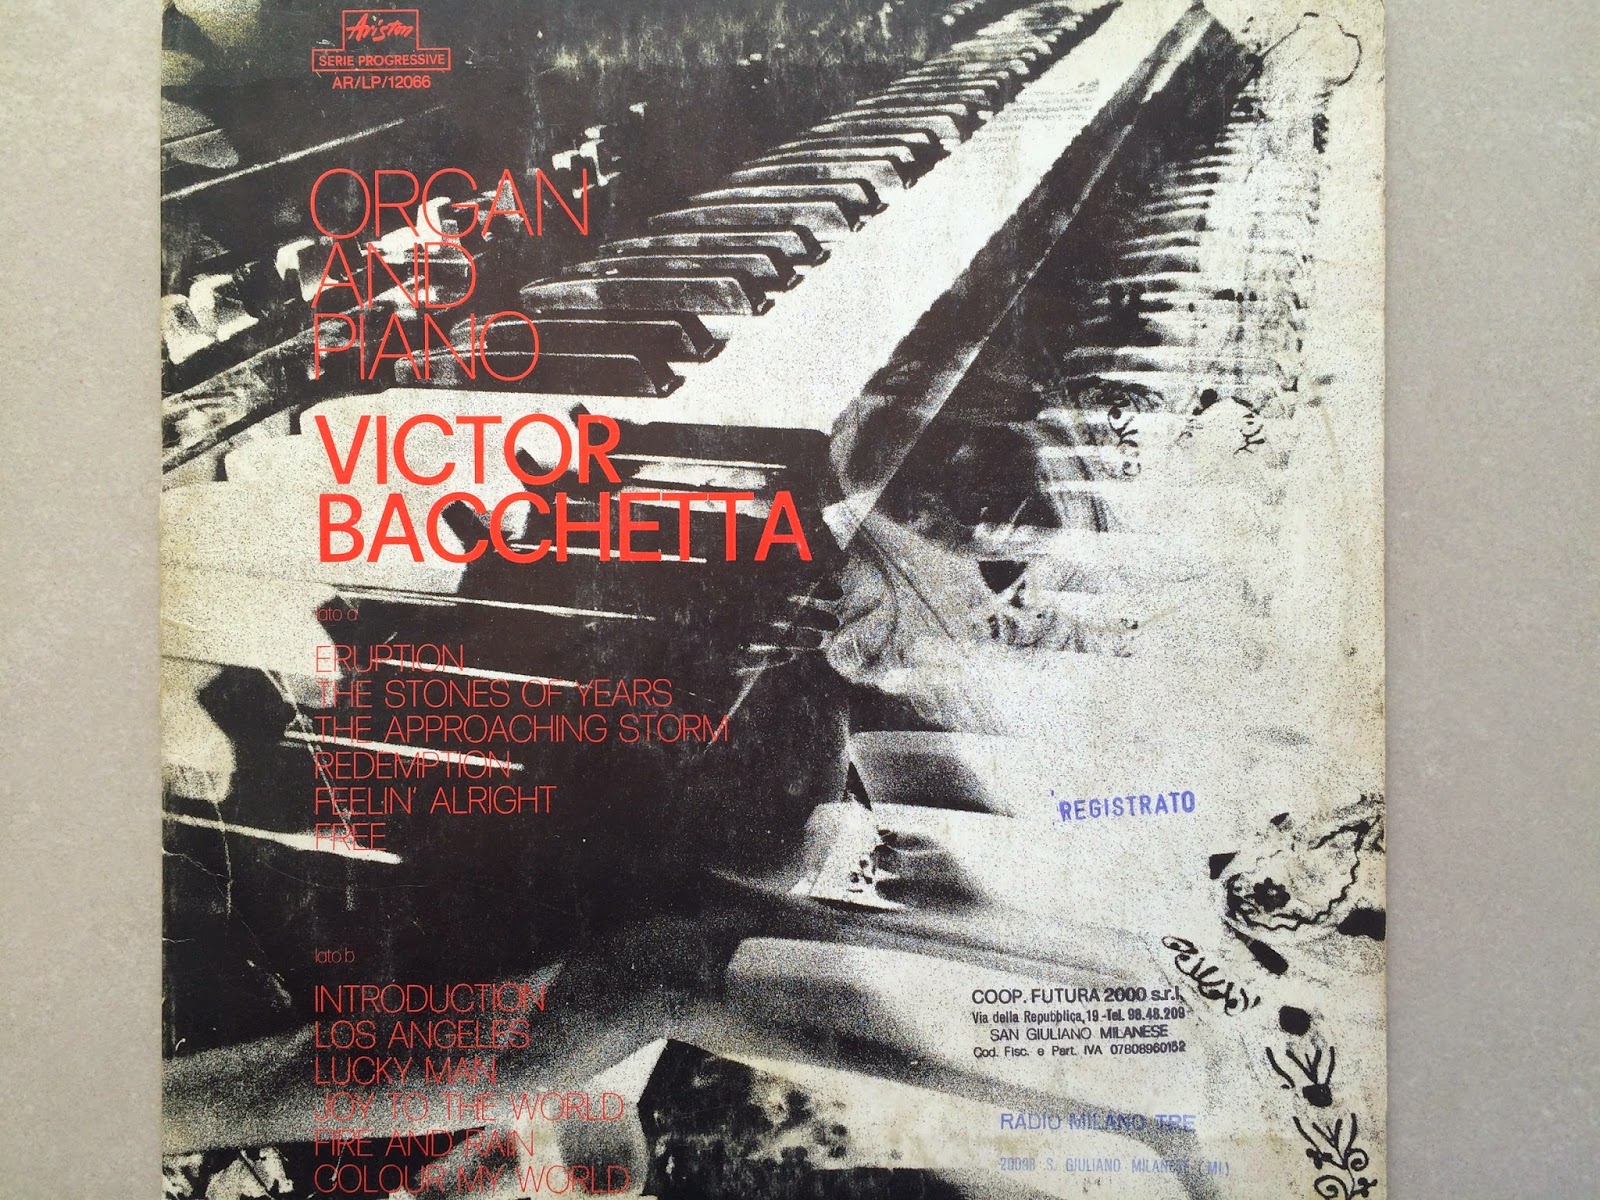 Ariston
SERIE PROGRESSIVE
AR/LP/12066
ORGAN
AND
PIANO
VICTOR
BACCHETTA
lato a
ERUPTION
THE STONES OF YEARS
THE APPROACHING STORM
REDEMPTION
FEELIN' ALRIGHT
FREE
lato b
INTRODUCTION
LOS ANGELES
LUCKY MAN
JOY TO THE WORLD
FIRE AND RAIN
COLOUR MY WORLD
REGISTRATO
COOP. FUTURA 2000 s.r.l.
Via della Repubblica, 19 - Tel. 98.48.209
SAN GIULIANO MILANESE
Cod. Fisc. e Part. IVA 07808960152
RADIO MILANO TRE
20098 S. GIULIANO MILANESE (MI)